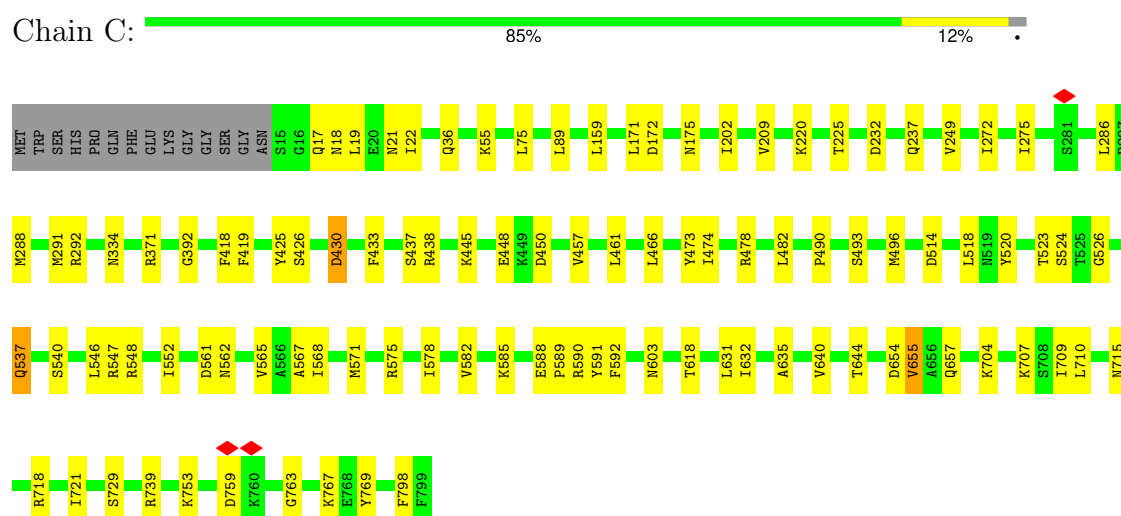 Chain C:
85% 12% •
MET TRP SER HIS PRO GLN PHE GLU LYS GLY GLY SER GLY ASN S15 G16 Q17 N18 L19 E20 N21 I22 Q36 K55 L75 L89 L159 L171 D172 N175 I202 V209 K220 T225 D232 Q237 V249 I272 I275 S281 L286
M288 M291 R292 N334 R371 G392 F418 F419 Y425 S426 D430 F433 S437 R438 K445 E448 K449 D450 V457 L461 L466 Y473 I474 R478 L482 P490 S493 M496 D514 L518 N519 Y520 T523 S524 T525 G526
Q537 S540 L546 R547 R548 I552 D561 N562 V565 A566 A567 I568 M571 R575 I578 V582 K585 E588 P589 R590 Y591 F592 N603 T618 L631 I632 A635 V640 T644 D654 V655 A656 Q657 K704 K707 S708 I709 L710 N715
R718 I721 S729 R739 K753 D759 K760 G763 K767 E768 Y769 F798 F799